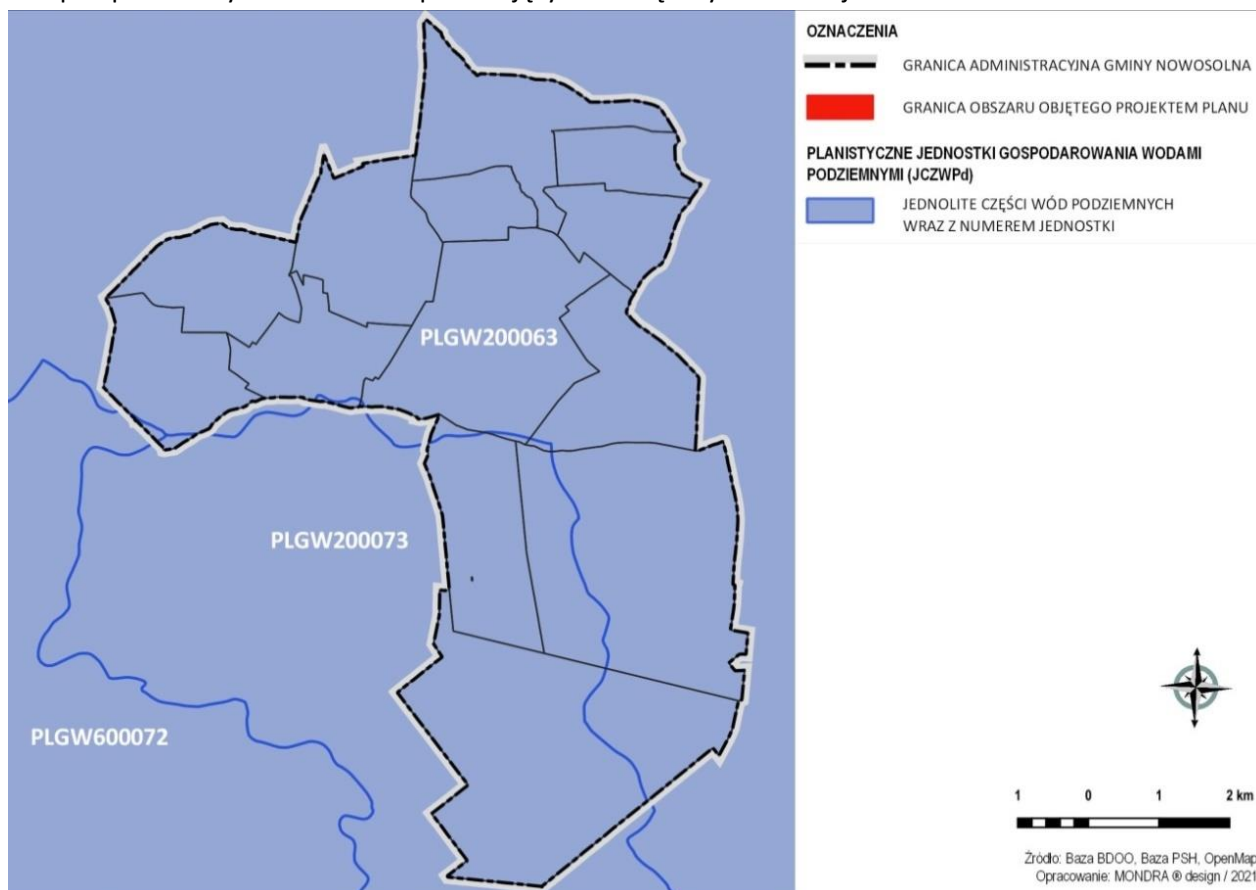 OZNACZENIA
GRANICA ADMINISTRACYJNA GMINY NOWOSOLNA
GRANICA OBSZARU OBJĘTEGO PROJEKTEM PLANU
PLANISTYCZNE JEDNOSTKI GOSPODAROWANIA WODAMI
PODZIEMNYMI (JCZWPd)
JEDNOLITE CZĘŚCI WÓD PODZIEMNYCH
WRAZ Z NUMEREM JEDNOSTKI
PLGW200063
PLGW200073
PLGW600072
1 0 1 2 km
Źródło: Baza BDOO, Baza PSH, OpenMap
Opracowanie: MONDRA ® design / 2021